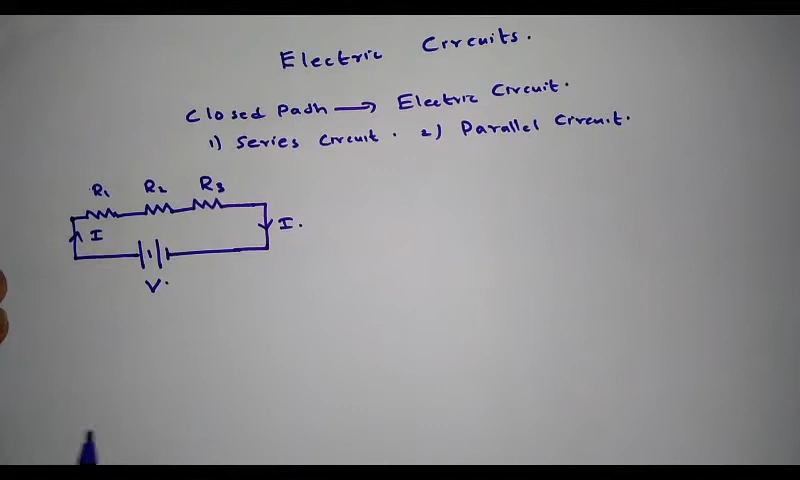 Electric Circuits.
Closed Path → Electric Circuit.
1) Series Circuit. 2) Parallel Circuit.
R1 R2 R3
I I.
V.